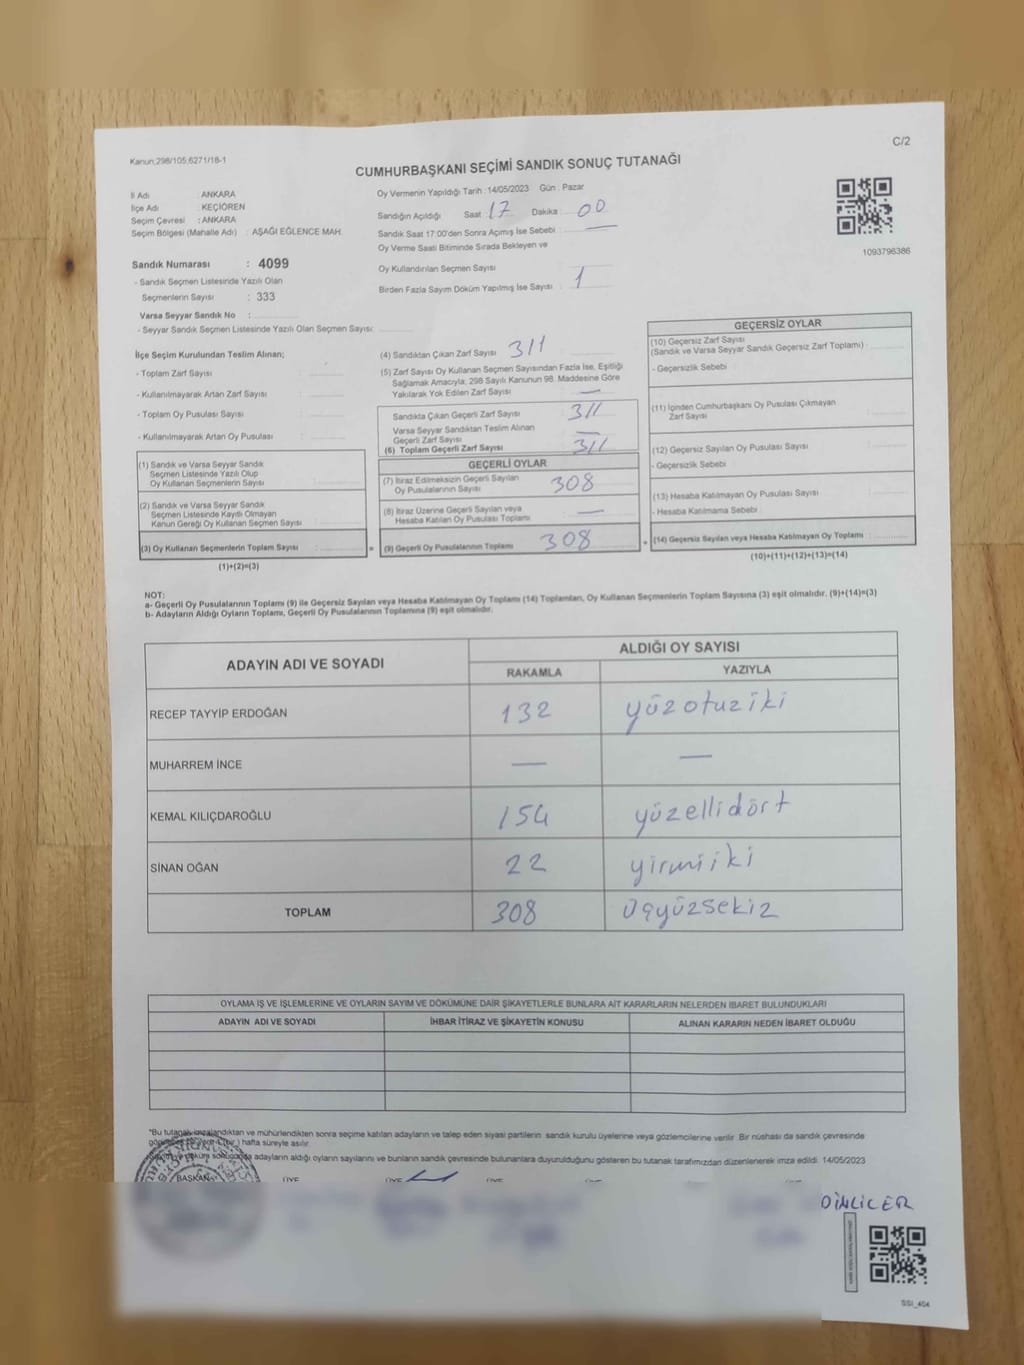 Kanun;298/105,6271/18-1
C/2
CUMHURBAŞKANI SEÇİMİ SANDIK SONUÇ TUTANAĞI
İl Adı : ANKARA
İlçe Adı : KEÇİÖREN
Seçim Çevresi : ANKARA
Seçim Bölgesi (Mahalle Adı) : AŞAĞI EĞLENCE MAH.
Sandık Numarası : 4099
- Sandık Seçmen Listesinde Yazılı Olan
Seçmenlerin Sayısı : 333
Varsa Seyyar Sandık No :
- Seyyar Sandık Seçmen Listesinde Yazılı Olan Seçmen Sayısı:
Oy Vermenin Yapıldığı Tarih : 14/05/2023 Gün : Pazar
Sandığın Açıldığı Saat : 17 Dakika : 00
Sandık Saat 17:00'den Sonra Açımış İse Sebebi : —
Oy Verme Saati Bitiminde Sırada Bekleyen ve
Oy Kullandırılan Seçmen Sayısı
Birden Fazla Sayım Döküm Yapılmış İse Sayısı : 1
1093796386
İlçe Seçim Kurulundan Teslim Alınan;
- Toplam Zarf Sayısı :
- Kullanılmayarak Artan Zarf Sayısı :
- Toplam Oy Pusulası Sayısı :
- Kullanılmayarak Artan Oy Pusulası :
(1) Sandık ve Varsa Seyyar Sandık
Seçmen Listesinde Yazılı Olup
Oy Kullanan Seçmenlerin Sayısı :
(2) Sandık ve Varsa Seyyar Sandık
Seçmen Listesinde Kayıtlı Olmayan
Kanun Gereği Oy Kullanan Seçmen Sayısı :
(3) Oy Kullanan Seçmenlerin Toplam Sayısı :
(1)+(2)=(3)
=
(4) Sandıktan Çıkan Zarf Sayısı : 311
(5) Zarf Sayısı Oy Kullanan Seçmen Sayısından Fazla İse, Eşitliği
Sağlamak Amacıyla, 298 Sayılı Kanunun 98. Maddesine Göre
Yakılarak Yok Edilen Zarf Sayısı : —
Sandıkta Çıkan Geçerli Zarf Sayısı : 311
Varsa Seyyar Sandıktan Teslim Alınan
Geçerli Zarf Sayısı : —
(6) Toplam Geçerli Zarf Sayısı : 311
GEÇERLİ OYLAR
(7) İtiraz Edilmeksizin Geçerli Sayılan
Oy Pusulalarının Sayısı : 308
(8) İtiraz Üzerine Geçerli Sayılan veya
Hesaba Katılan Oy Pusulası Toplamı : —
(9) Geçerli Oy Pusulalarının Toplamı : 308
+
GEÇERSİZ OYLAR
(10) Geçersiz Zarf Sayısı
(Sandık ve Varsa Seyyar Sandık Geçersiz Zarf Toplamı) :
- Geçersizlik Sebebi :
(11) İçinden Cumhurbaşkanı Oy Pusulası Çıkmayan
Zarf Sayısı :
(12) Geçersiz Sayılan Oy Pusulası Sayısı :
- Geçersizlik Sebebi :
(13) Hesaba Katılmayan Oy Pusulası Sayısı :
- Hesaba Katılmama Sebebi :
(14) Geçersiz Sayılan veya Hesaba Katılmayan Oy Toplamı :
(10)+(11)+(12)+(13)=(14)
NOT:
a- Geçerli Oy Pusulalarının Toplamı (9) ile Geçersiz Sayılan veya Hesaba Katılmayan Oy Toplamı (14) Toplamları, Oy Kullanan Seçmenlerin Toplam Sayısına (3) eşit olmalıdır. (9)+(14)=(3)
b- Adayların Aldığı Oyların Toplamı, Geçerli Oy Pusulalarının Toplamına (9) eşit olmalıdır.
ADAYIN ADI VE SOYADI
ALDIĞI OY SAYISI
RAKAMLA YAZIYLA
RECEP TAYYİP ERDOĞAN 132 yüzotuziki
MUHARREM İNCE — —
KEMAL KILIÇDAROĞLU 154 yüzellidört
SİNAN OĞAN 22 yirmiiki
TOPLAM 308 üçyüzsekiz
OYLAMA İŞ VE İŞLEMLERİNE VE OYLARIN SAYIM VE DÖKÜMÜNE DAİR ŞİKAYETLERLE BUNLARA AİT KARARLARIN NELERDEN İBARET BULUNDUKLARI
ADAYIN ADI VE SOYADI İHBAR İTİRAZ VE ŞİKAYETİN KONUSU ALINAN KARARIN NEDEN İBARET OLDUĞU
*Bu tutanak imzalandıktan ve mühürlendikten sonra seçime katılan adayların ve talep eden siyasi partilerin sandık kurulu üyelerine veya gözlemcilerine verilir. Bir nüshası da sandık çevresinde
hafta süreyle asılır.
adayların aldığı oyların sayılarını ve bunların sandık çevresinde bulunanlara duyurulduğunu gösteren bu tutanak tarafımızdan düzenlenerek imza edildi. 14/05/2023
BAŞKAN ÜYE ÜYE ÜYE
DİNLİCER
SSI_404